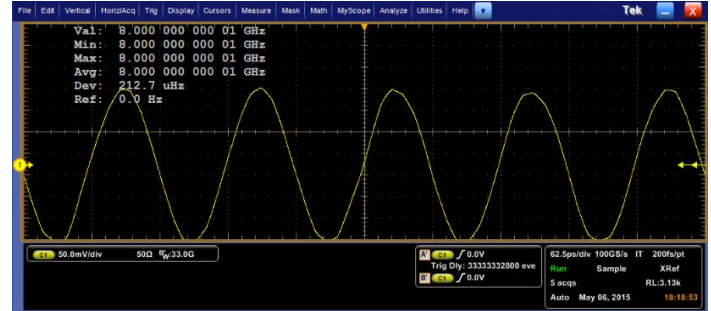 File Edit Vertical Horiz/Acq Trig Display Cursors Measure Mask Math MyScope Analyze Utilities Help Tek X
Val: 8.000 000 000 01 GHz
Min: 8.000 000 000 01 GHz
Max: 8.000 000 000 01 GHz
Avg: 8.000 000 000 01 GHz
Dev: 212.7 uHz
Ref: 0.0 Hz
1
C1 50.0mV/div 50Ω BW:33.0G
A' C1 0.0V
Trig Dly: 33333332800 eve
B' C1 0.0V
62.5ps/div 100GS/s IT 200fs/pt
Run Sample XRef
5 acqs RL:3.13k
Auto May 06, 2015 18:18:53